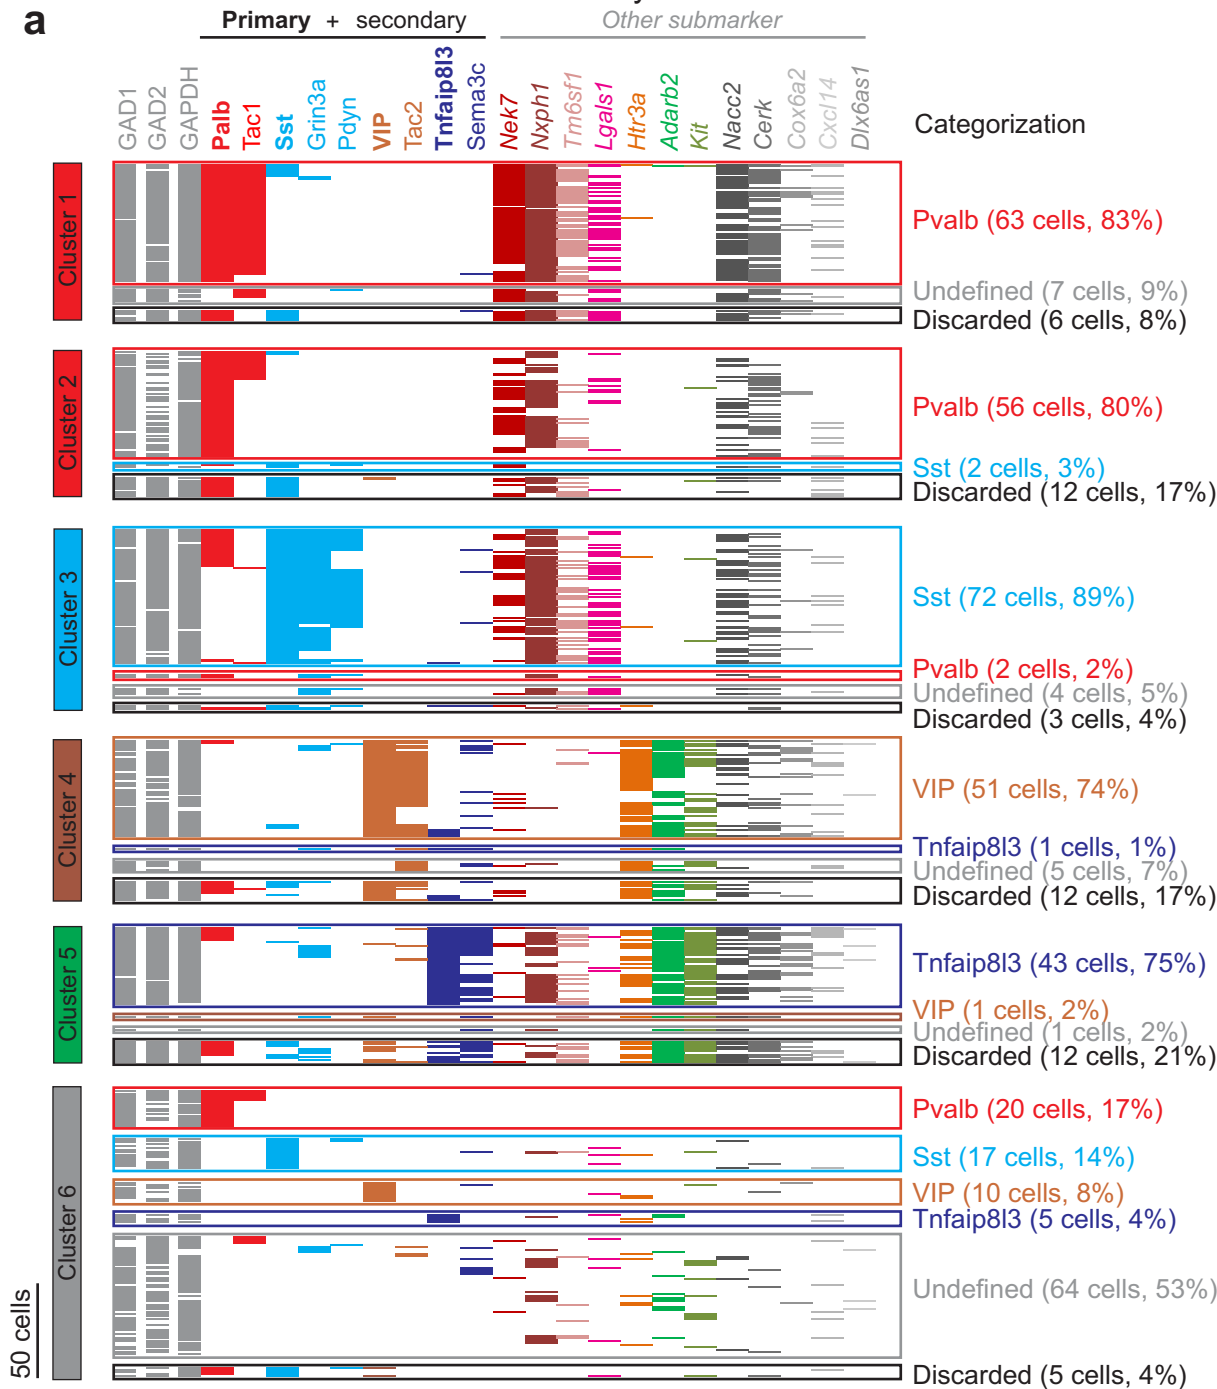 a
Primary + secondary
Other submarker
GAD1
GAD2
GAPDH
Palb
Tac1
Sst
Grin3a
Pdyn
VIP
Tac2
Tnfaip8l3
Sema3c
Nek7
Nxph1
Tm6sf1
Lgals1
Htr3a
Adarb2
Kit
Nacc2
Cerk
Cox6a2
Cxcl14
Dlx6as1
Categorization
Cluster 1
Pvalb (63 cells, 83%)
Undefined (7 cells, 9%)
Discarded (6 cells, 8%)
Cluster 2
Pvalb (56 cells, 80%)
Sst (2 cells, 3%)
Discarded (12 cells, 17%)
Cluster 3
Sst (72 cells, 89%)
Pvalb (2 cells, 2%)
Undefined (4 cells, 5%)
Discarded (3 cells, 4%)
Cluster 4
VIP (51 cells, 74%)
Tnfaip8l3 (1 cells, 1%)
Undefined (5 cells, 7%)
Discarded (12 cells, 17%)
Cluster 5
Tnfaip8l3 (43 cells, 75%)
VIP (1 cells, 2%)
Undefined (1 cells, 2%)
Discarded (12 cells, 21%)
Cluster 6
Pvalb (20 cells, 17%)
Sst (17 cells, 14%)
VIP (10 cells, 8%)
Tnfaip8l3 (5 cells, 4%)
Undefined (64 cells, 53%)
Discarded (5 cells, 4%)
50 cells